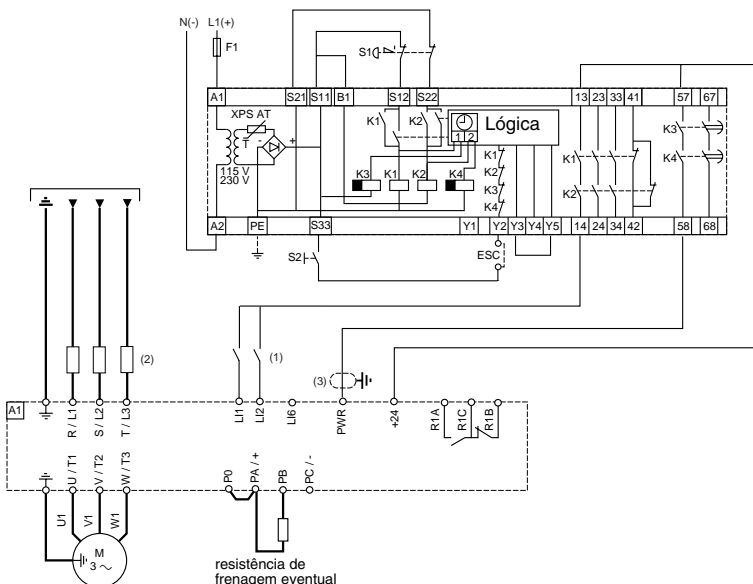 N(-) L1(+)
F1
S1
A1 S21 S11 B1 S12 S22 13 23 33 41 57 67
XPS AT
T - +
115 V
230 V
K1 K2
1 2
Lógica
K3 K1 K2 K4
K1
K2
K3
K4
K1
K2
K3
K4
A2 PE S33 Y1 Y2 Y3 Y4 Y5 14 24 34 42 58 68
S2
ESC
(2)
(1)
(3)
A1
R / L1
S / L2
T / L3
LI1
LI2
LI6
PWR
+24
R1A
R1C
R1B
U / T1
V / T2
W / T3
P0
PA / +
PB
PC / -
U1
V1
W1
M
3
resistência de
frenagem eventual